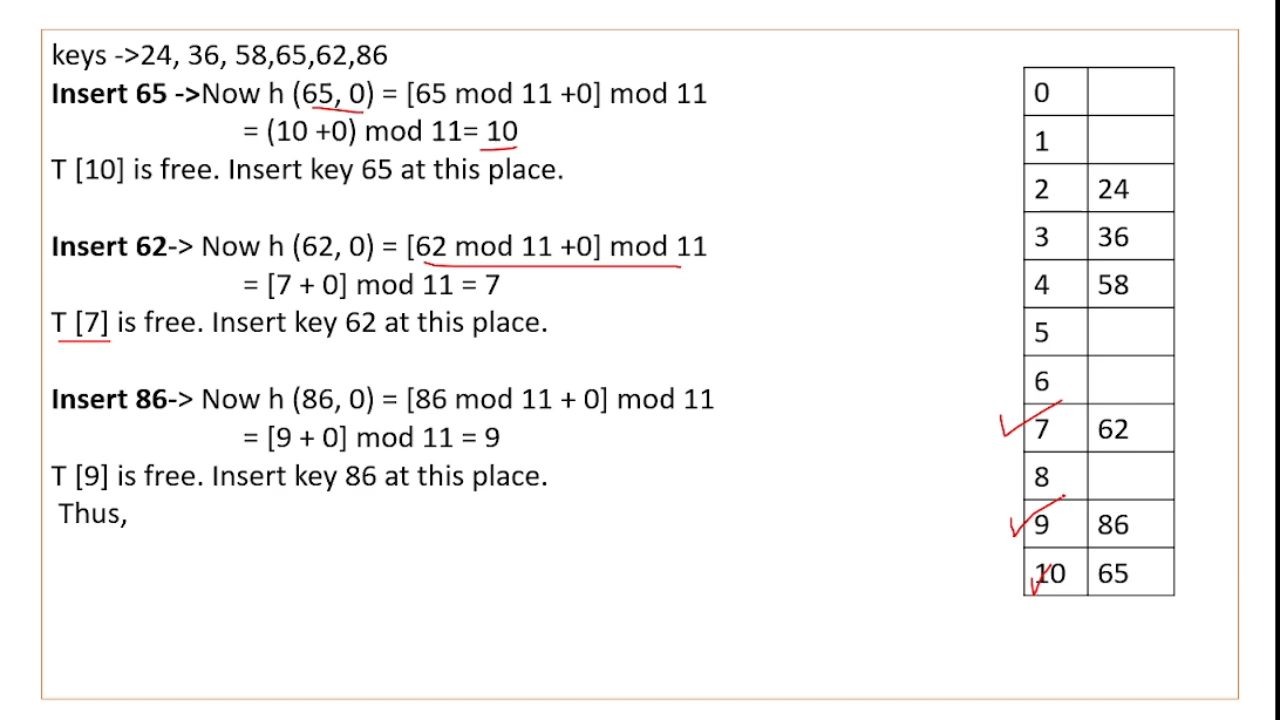 keys ->24, 36, 58,65,62,86
Insert 65 ->Now h (65, 0) = [65 mod 11 +0] mod 11
= (10 +0) mod 11= 10
T [10] is free. Insert key 65 at this place.
Insert 62-> Now h (62, 0) = [62 mod 11 +0] mod 11
= [7 + 0] mod 11 = 7
T [7] is free. Insert key 62 at this place.
Insert 86-> Now h (86, 0) = [86 mod 11 + 0] mod 11
= [9 + 0] mod 11 = 9
T [9] is free. Insert key 86 at this place.
Thus,
0
1
2 24
3 36
4 58
5
6
7 62
8
9 86
10 65